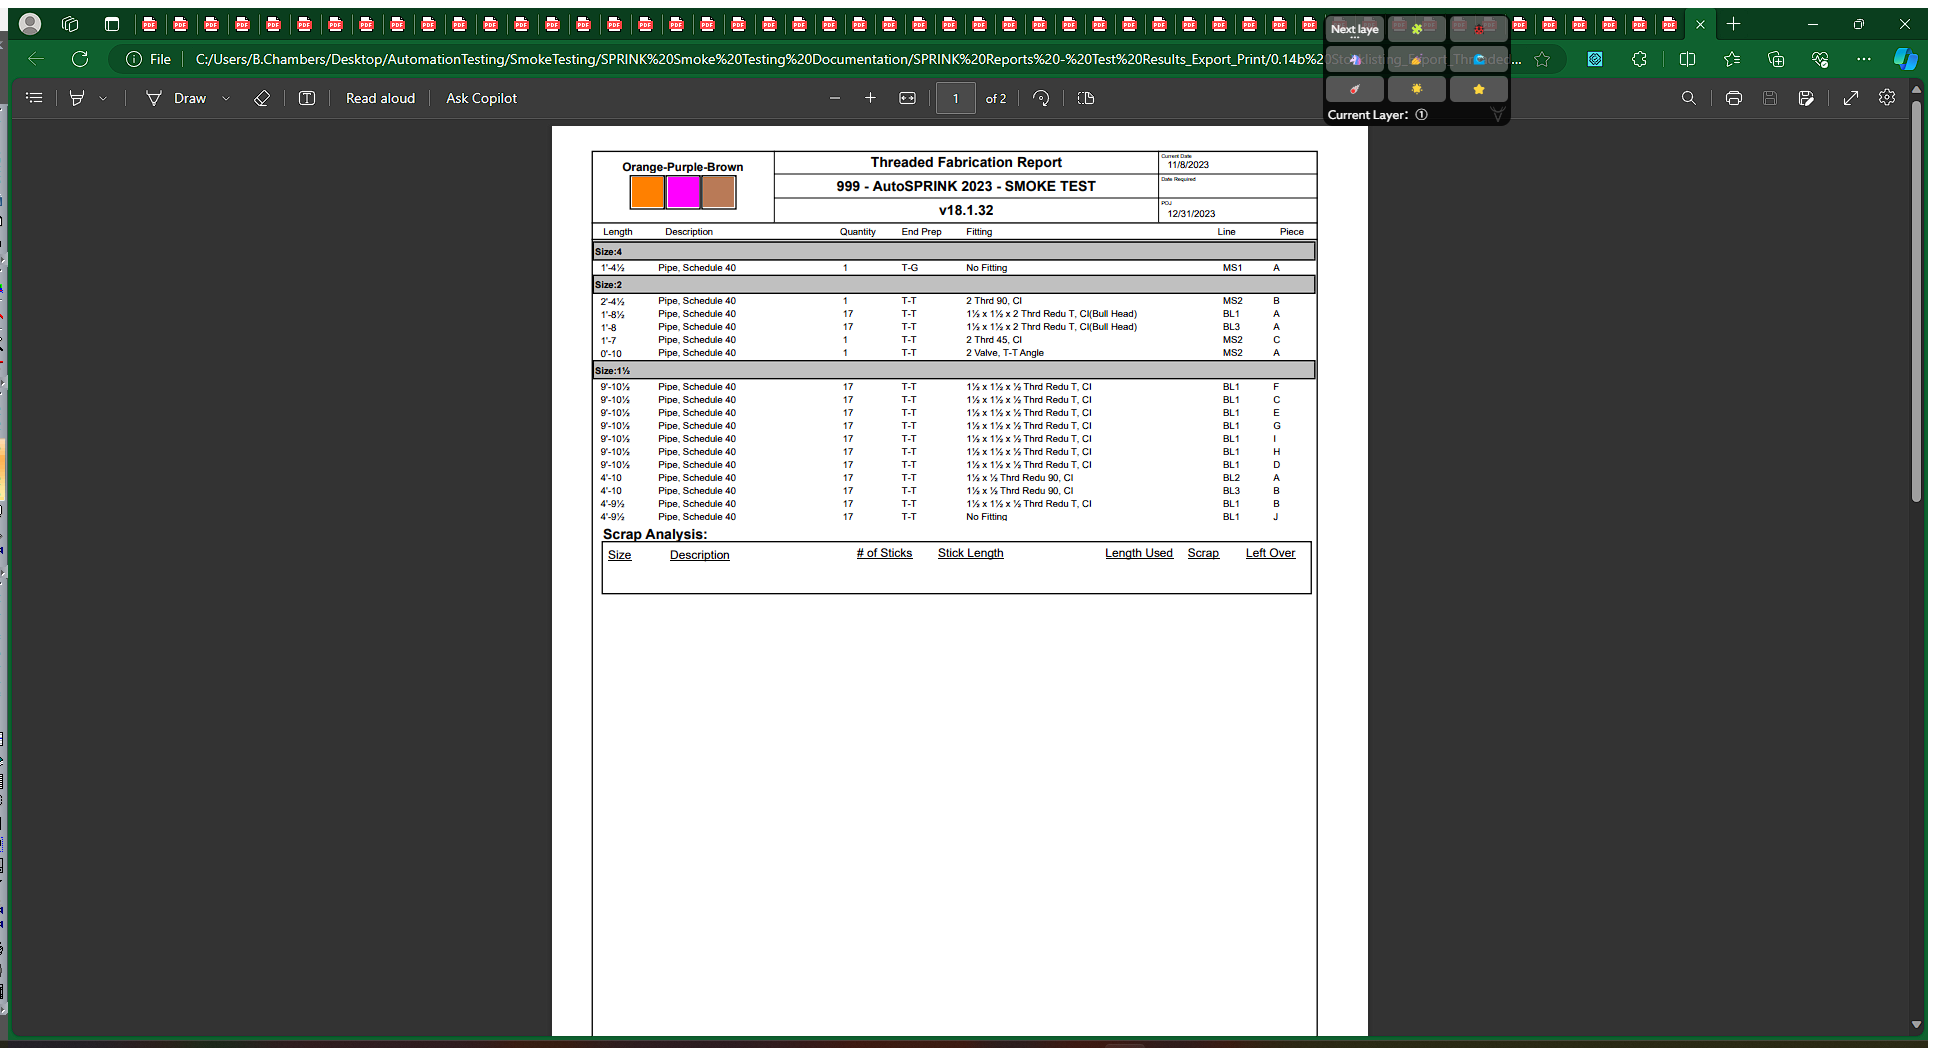 Next laye
File C:/Users/B.Chambers/Desktop/AutomationTesting/SmokeTesting/SPRINK%20Smoke%20Testing%20Documentation/SPRINK%20Reports%20-%20Test%20Results_Export_Print/0.14b%20
Draw Read aloud Ask Copilot 1 of 2
Current Layer: ①
Orange-Purple-Brown
Threaded Fabrication Report
Current Date
11/8/2023
999 - AutoSPRINK 2023 - SMOKE TEST
Date Required
v18.1.32
POJ
12/31/2023
Length Description Quantity End Prep Fitting Line Piece
Size:4
1'-4½ Pipe, Schedule 40 1 T-G No Fitting MS1 A
Size:2
2'-4½ Pipe, Schedule 40 1 T-T 2 Thrd 90, CI MS2 B
1'-8½ Pipe, Schedule 40 17 T-T 1½ x 1½ x 2 Thrd Redu T, CI(Bull Head) BL1 A
1'-8 Pipe, Schedule 40 17 T-T 1½ x 1½ x 2 Thrd Redu T, CI(Bull Head) BL3 A
1'-7 Pipe, Schedule 40 1 T-T 2 Thrd 45, CI MS2 C
0'-10 Pipe, Schedule 40 1 T-T 2 Valve, T-T Angle MS2 A
Size:1½
9'-10½ Pipe, Schedule 40 17 T-T 1½ x 1½ x ½ Thrd Redu T, CI BL1 F
9'-10½ Pipe, Schedule 40 17 T-T 1½ x 1½ x ½ Thrd Redu T, CI BL1 C
9'-10½ Pipe, Schedule 40 17 T-T 1½ x 1½ x ½ Thrd Redu T, CI BL1 E
9'-10½ Pipe, Schedule 40 17 T-T 1½ x 1½ x ½ Thrd Redu T, CI BL1 G
9'-10½ Pipe, Schedule 40 17 T-T 1½ x 1½ x ½ Thrd Redu T, CI BL1 I
9'-10½ Pipe, Schedule 40 17 T-T 1½ x 1½ x ½ Thrd Redu T, CI BL1 H
9'-10½ Pipe, Schedule 40 17 T-T 1½ x 1½ x ½ Thrd Redu T, CI BL1 D
4'-10 Pipe, Schedule 40 17 T-T 1½ x ½ Thrd Redu 90, CI BL2 A
4'-10 Pipe, Schedule 40 17 T-T 1½ x ½ Thrd Redu 90, CI BL3 B
4'-9½ Pipe, Schedule 40 17 T-T 1½ x 1½ x ½ Thrd Redu T, CI BL1 B
4'-9½ Pipe, Schedule 40 17 T-T No Fitting BL1 J
Scrap Analysis:
Size Description # of Sticks Stick Length Length Used Scrap Left Over